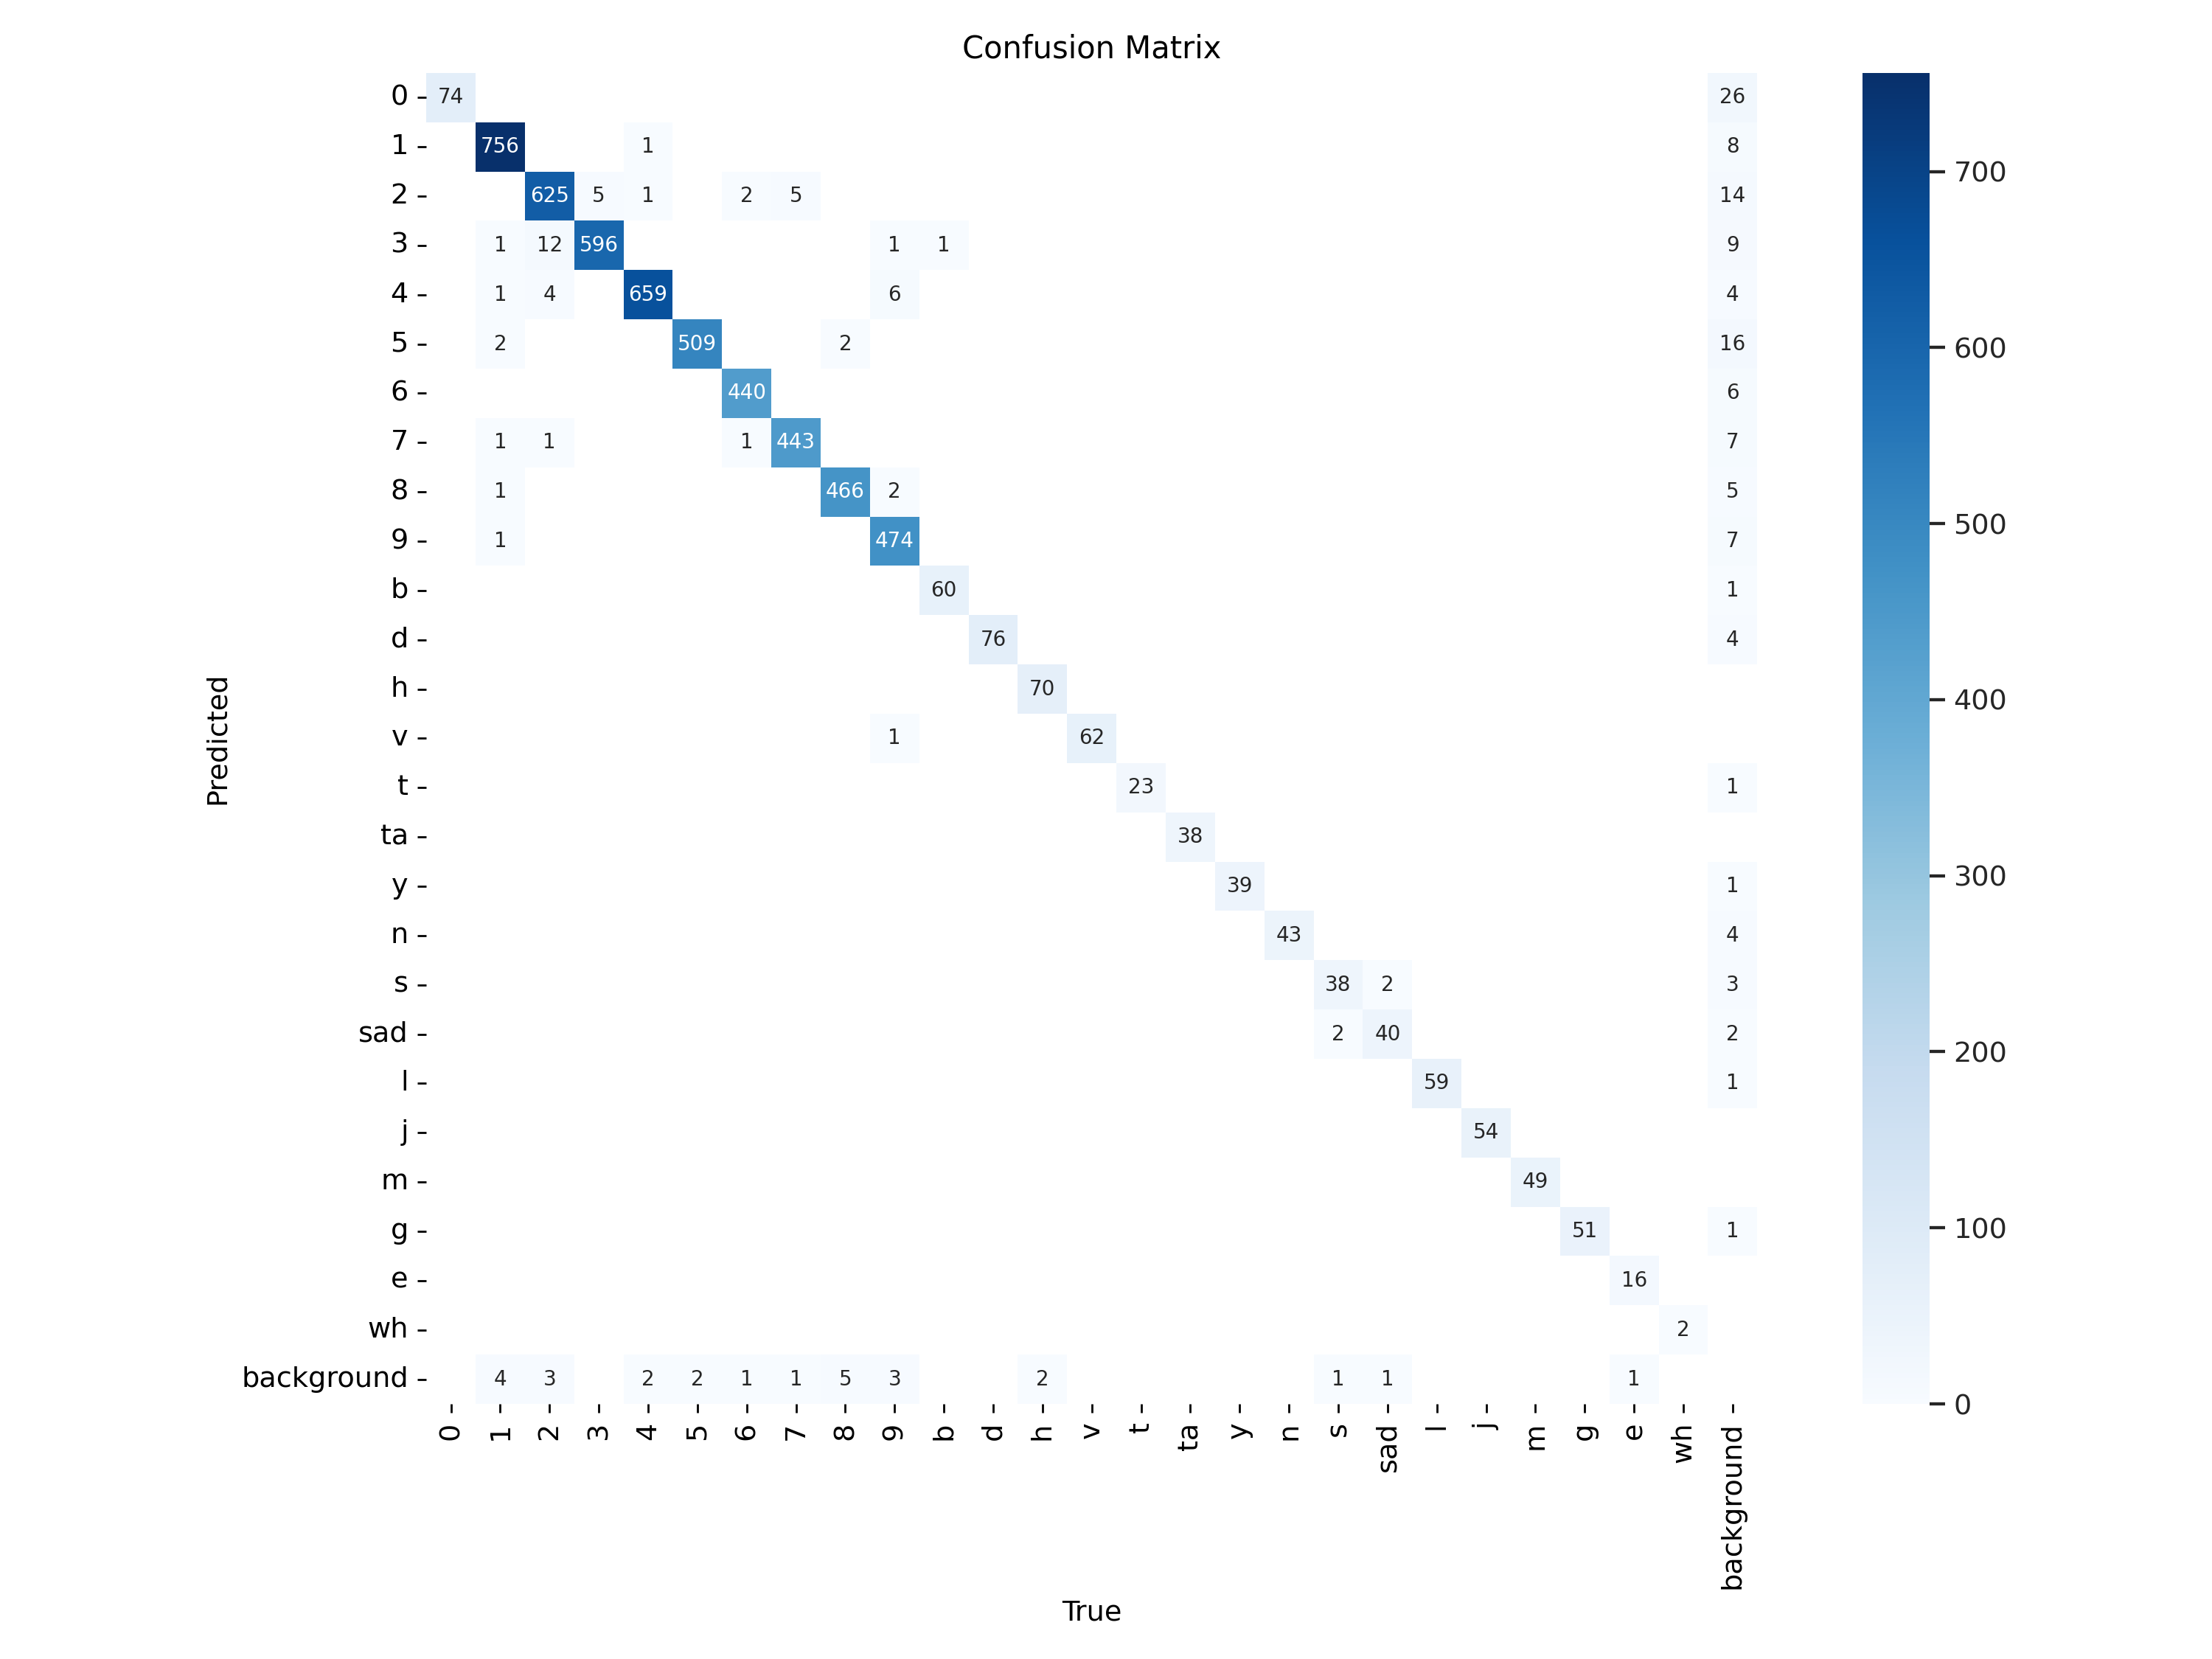 Confusion Matrix
0 74 26
1 756 1 8
2 625 5 1 2 5 14
3 1 12 596 1 1 9
4 1 4 659 6 4
5 2 509 2 16
6 440 6
7 1 1 1 443 7
8 1 466 2 5
9 1 474 7
b 60 1
d 76 4
h 70
v 1 62
t 23 1
ta 38
y 39 1
n 43 4
s 38 2 3
sad 2 40 2
l 59 1
j 54
m 49
g 51 1
e 16
wh 2
background 4 3 2 2 1 1 5 3 2 1 1 1
0 1 2 3 4 5 6 7 8 9 b d h v t ta y n s sad l j m g e wh background
True
Predicted
700
600
500
400
300
200
100
0